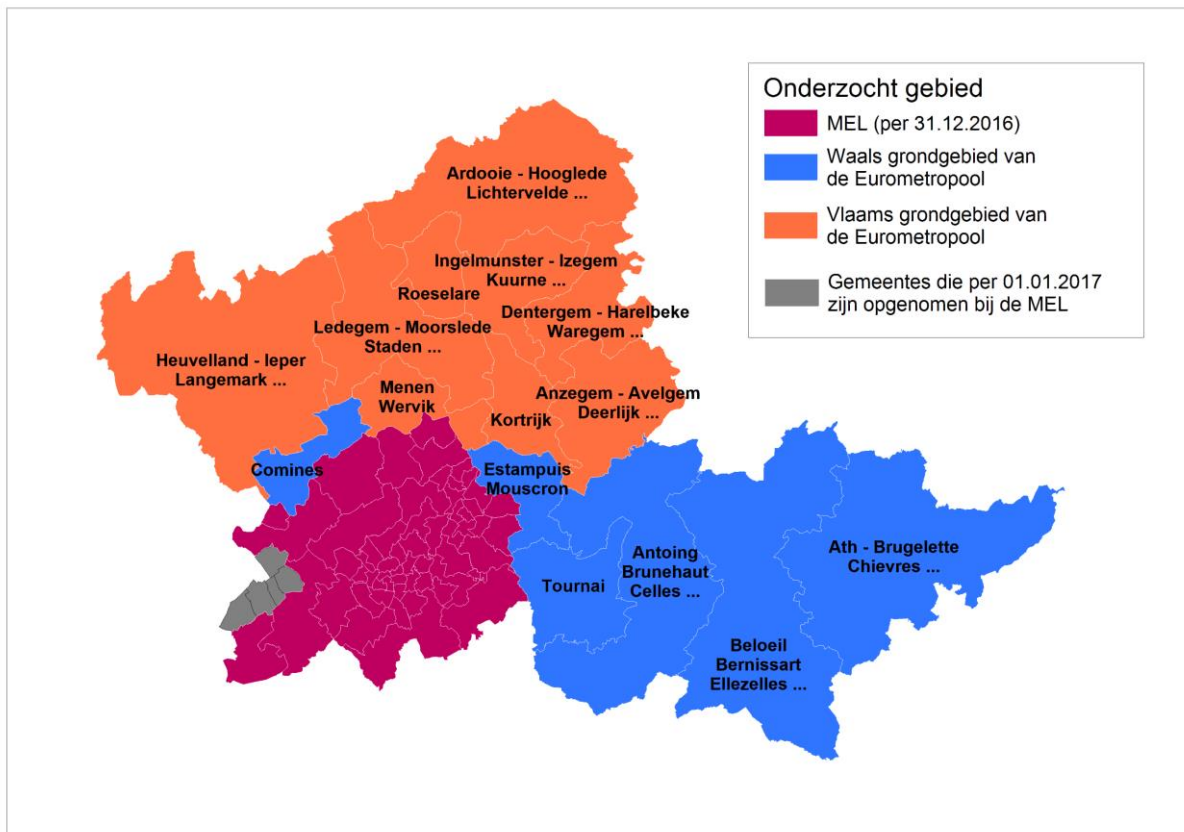 Onderzocht gebied
MEL (per 31.12.2016)
Waals grondgebied van
de Eurometropool
Vlaams grondgebied van
de Eurometropool
Gemeentes die per 01.01.2017
zijn opgenomen bij de MEL
Ardooie - Hooglede
Lichtervelde ...
Ingelmunster - Izegem
Kuurne ...
Roeselare
Dentergem - Harelbeke
Waregem ...
Ledegem - Moorslede
Staden ...
Heuvelland - Ieper
Langemark ...
Menen
Wervik
Anzegem - Avelgem
Deerlijk ...
Kortrijk
Comines
Estampuis
Mouscron
Tournai
Antoing
Brunehaut
Celles ...
Ath - Brugelette
Chievres ...
Beloeil
Bernissart
Ellezelles ...